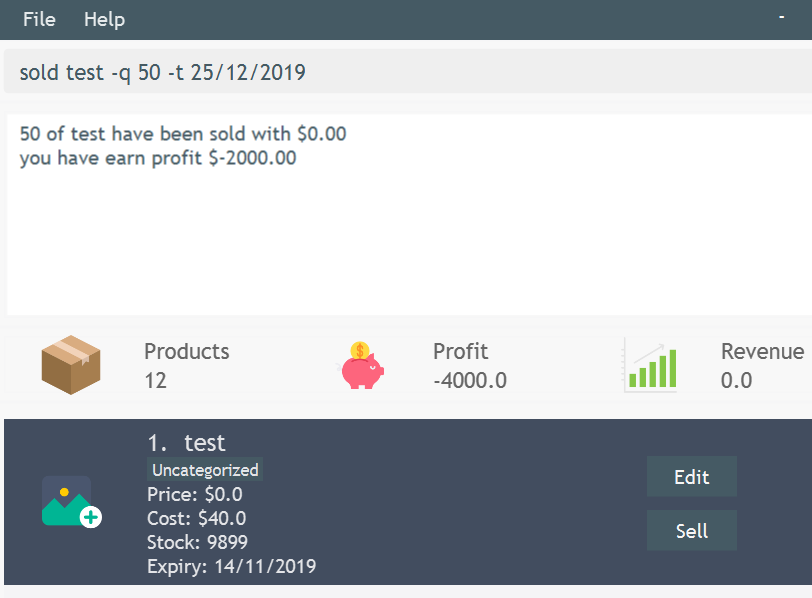 File Help -
sold test -q 50 -t 25/12/2019
50 of test have been sold with $0.00
you have earn profit $-2000.00
Products
12
Profit
-4000.0
Revenue
0.0
1. test
Uncategorized
Price: $0.0
Cost: $40.0
Stock: 9899
Expiry: 14/11/2019
Edit
Sell